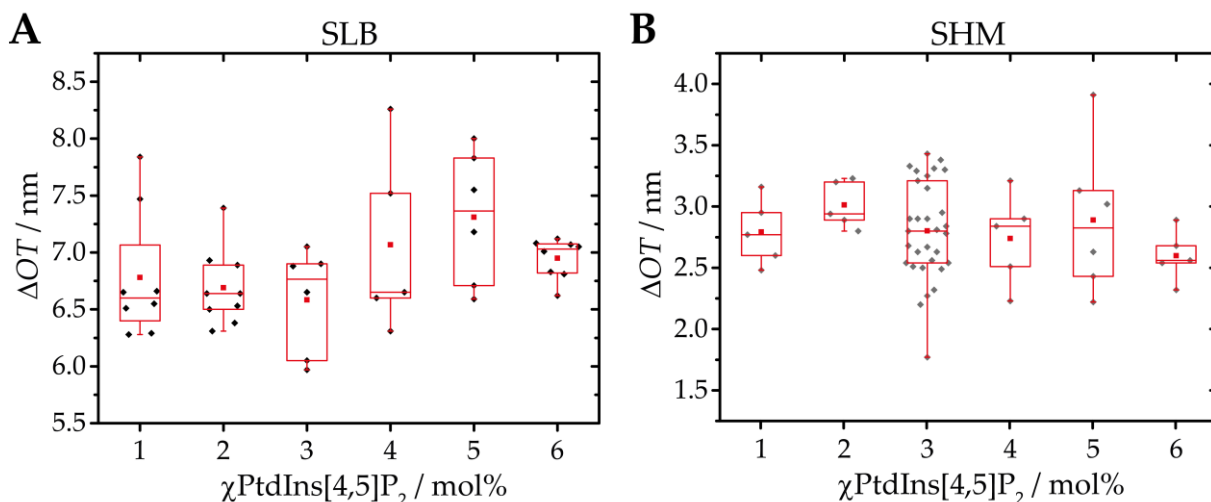 A
SLB
8.5
8.0
7.5
7.0
6.5
6.0
5.5
ΔOT / nm
1 2 3 4 5 6
χPtdIns[4,5]P₂ / mol%
B
SHM
4.0
3.5
3.0
2.5
2.0
1.5
ΔOT / nm
1 2 3 4 5 6
χPtdIns[4,5]P₂ / mol%